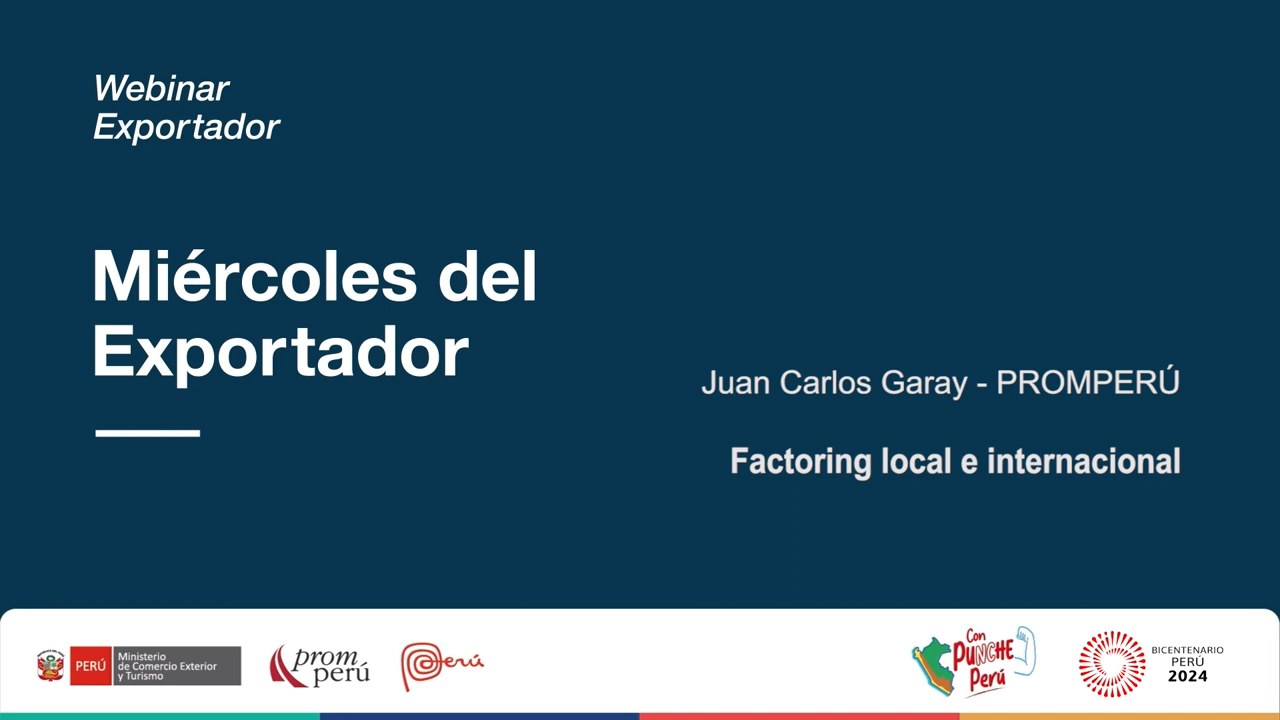 Webinar
Exportador
Miércoles del
Exportador
Juan Carlos Garay - PROMPERÚ
Factoring local e internacional
PERÚ
Ministerio
de Comercio Exterior
y Turismo
prom
perú
Perú
Con
PUNCHE
Perú
BICENTENARIO
PERÚ
2024